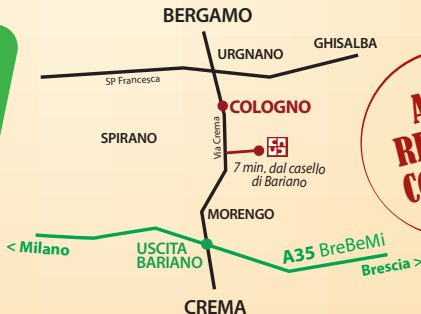 BERGAMO
URGNANO
GHISALBA
SP Francesca
COLOGNO
SPIRANO
Via Crema
7 min. dal casello
di Bariano
MORENGO
< Milano
USCITA
BARIANO
A35 BreBeMi
Brescia >
CREMA